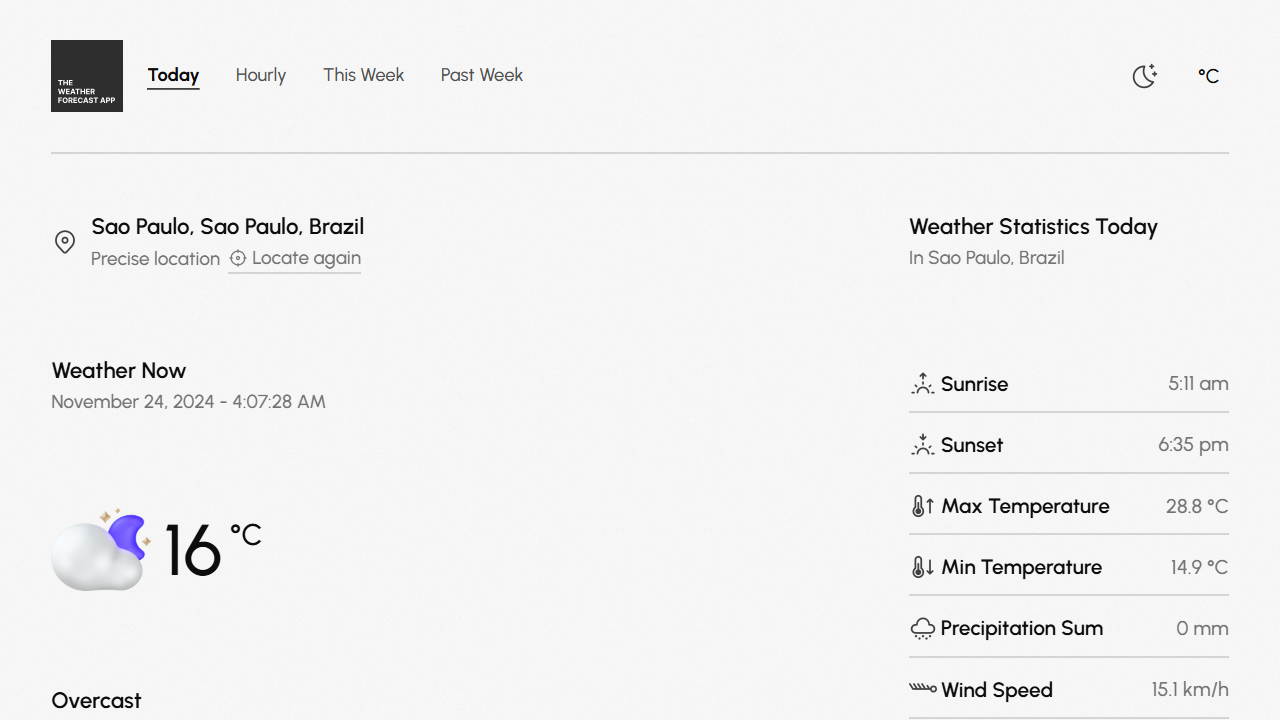 THE
WEATHER
FORECAST APP
Today
Hourly
This Week
Past Week
°C
Sao Paulo, Sao Paulo, Brazil
Precise location
Locate again
Weather Now
November 24, 2024 - 4:07:28 AM
16 °C
Overcast
Weather Statistics Today
In Sao Paulo, Brazil
Sunrise 5:11 am
Sunset 6:35 pm
Max Temperature 28.8 °C
Min Temperature 14.9 °C
Precipitation Sum 0 mm
Wind Speed 15.1 km/h